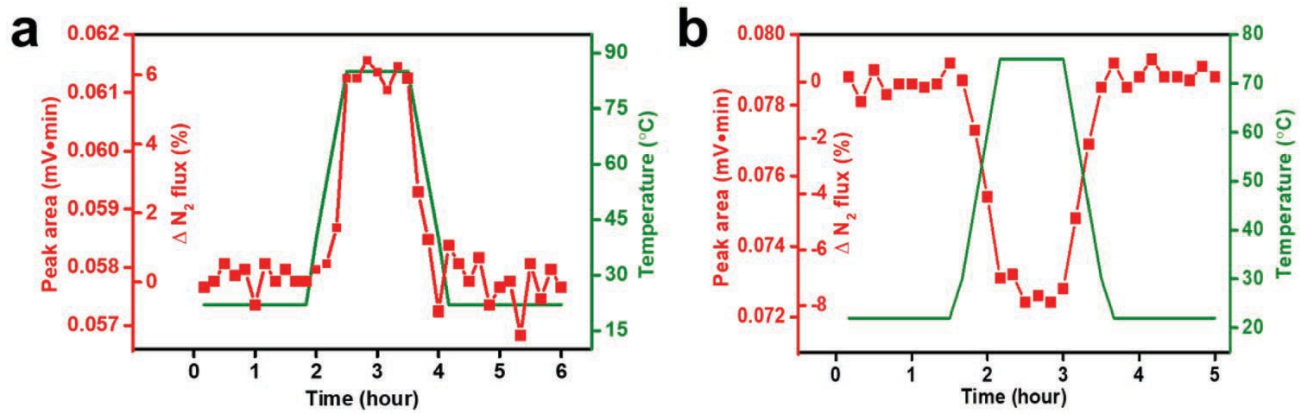 a
Peak area (mV•min)
0.062
0.061
0.060
0.059
0.058
0.057
Δ N₂ flux (%)
6
4
2
0
Temperature (°C)
90
75
60
45
30
15
0 1 2 3 4 5 6
Time (hour)
b
Peak area (mV•min)
0.080
0.078
0.076
0.074
0.072
Δ N₂ flux (%)
0
-2
-4
-6
-8
Temperature (°C)
80
70
60
50
40
30
20
0 1 2 3 4 5
Time (hour)